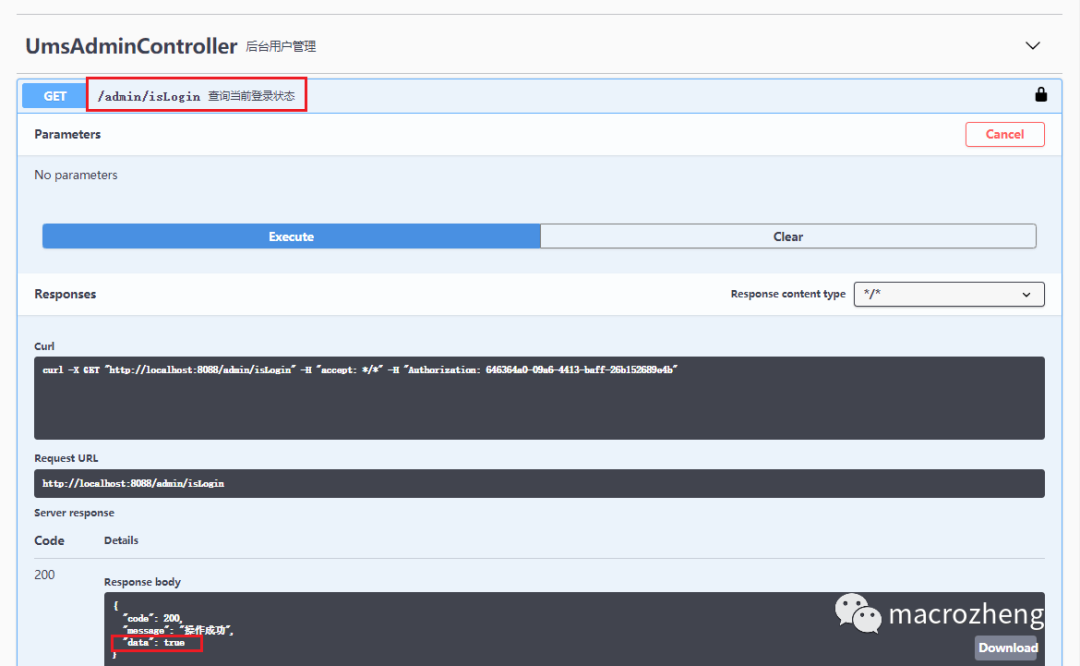 UmsAdminController 后台用户管理
GET /admin/isLogin 查询当前登录状态
Parameters Cancel
No parameters
Execute Clear
Responses Response content type */*
Curl
curl -X GET "http://localhost:8088/admin/isLogin" -H "accept: */*" -H "Authorization: 646364a0-09a6-4413-baff-26b152689e4b"
Request URL
http://localhost:8088/admin/isLogin
Server response
Code Details
200
Response body
{
"code": 200,
"message": "操作成功",
"data": true
}
macrozheng
Download